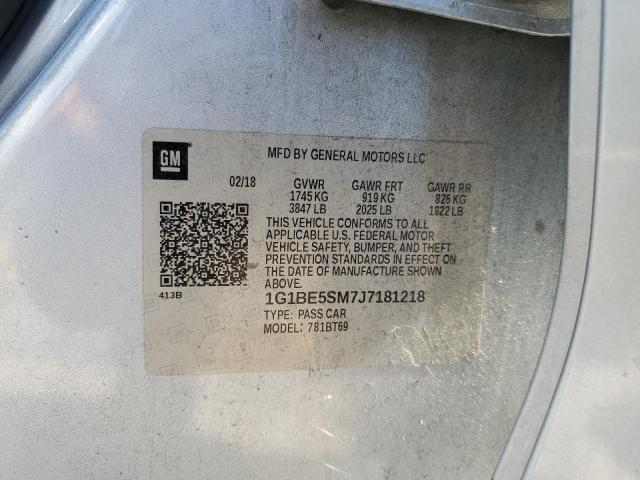 GM
MFD BY GENERAL MOTORS LLC
02/18 GVWR GAWR FRT GAWR RR
1745 KG 919 KG 826 KG
3847 LB 2025 LB 1822 LB
THIS VEHICLE CONFORMS TO ALL
APPLICABLE U.S. FEDERAL MOTOR
VEHICLE SAFETY, BUMPER, AND THEFT
PREVENTION STANDARDS IN EFFECT ON
THE DATE OF MANUFACTURE SHOWN
ABOVE.
413B
1G1BE5SM7J7181218
TYPE: PASS CAR
MODEL: 781BT69